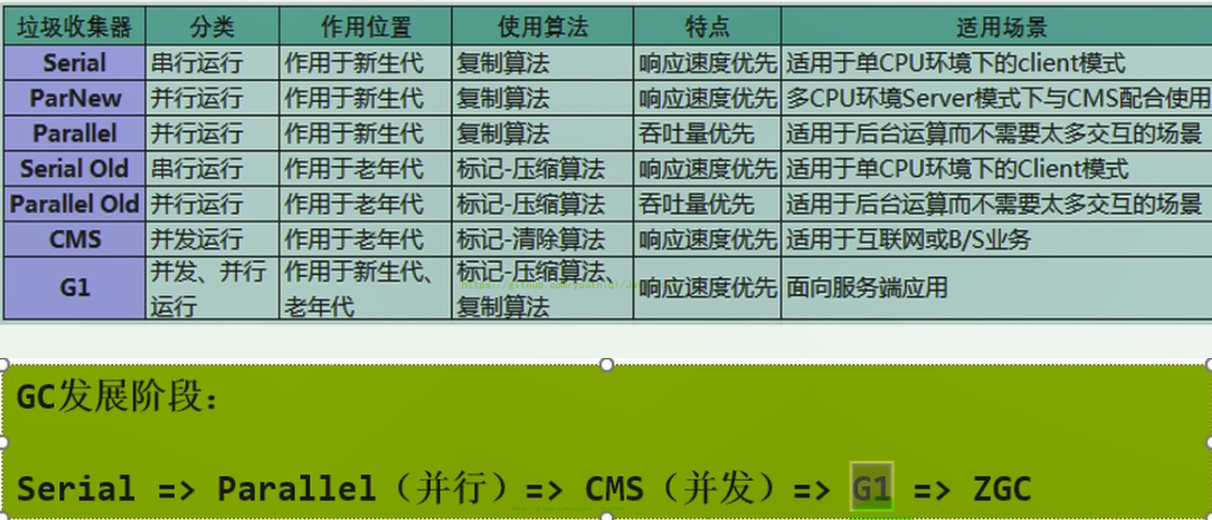 垃圾收集器 分类 作用位置 使用算法 特点 适用场景
Serial 串行运行 作用于新生代 复制算法 响应速度优先 适用于单CPU环境下的client模式
ParNew 并行运行 作用于新生代 复制算法 响应速度优先 多CPU环境Server模式下与CMS配合使用
Parallel 并行运行 作用于新生代 复制算法 吞吐量优先 适用于后台运算而不需要太多交互的场景
Serial Old 串行运行 作用于老年代 标记-压缩算法 响应速度优先 适用于单CPU环境下的Client模式
Parallel Old 并行运行 作用于老年代 标记-压缩算法 吞吐量优先 适用于后台运算而不需要太多交互的场景
CMS 并发运行 作用于老年代 标记-清除算法 响应速度优先 适用于互联网或B/S业务
G1 并发、并行运行 作用于新生代、老年代 标记-压缩算法、复制算法 响应速度优先 面向服务端应用
GC发展阶段：
Serial => Parallel（并行）=> CMS（并发）=> G1 => ZGC